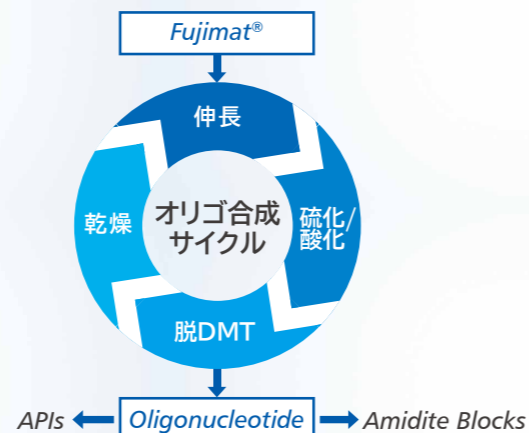 Fujimat®
伸長
乾燥
オリゴ合成
サイクル
硫化/
酸化
脱DMT
APIs
Oligonucleotide
Amidite Blocks